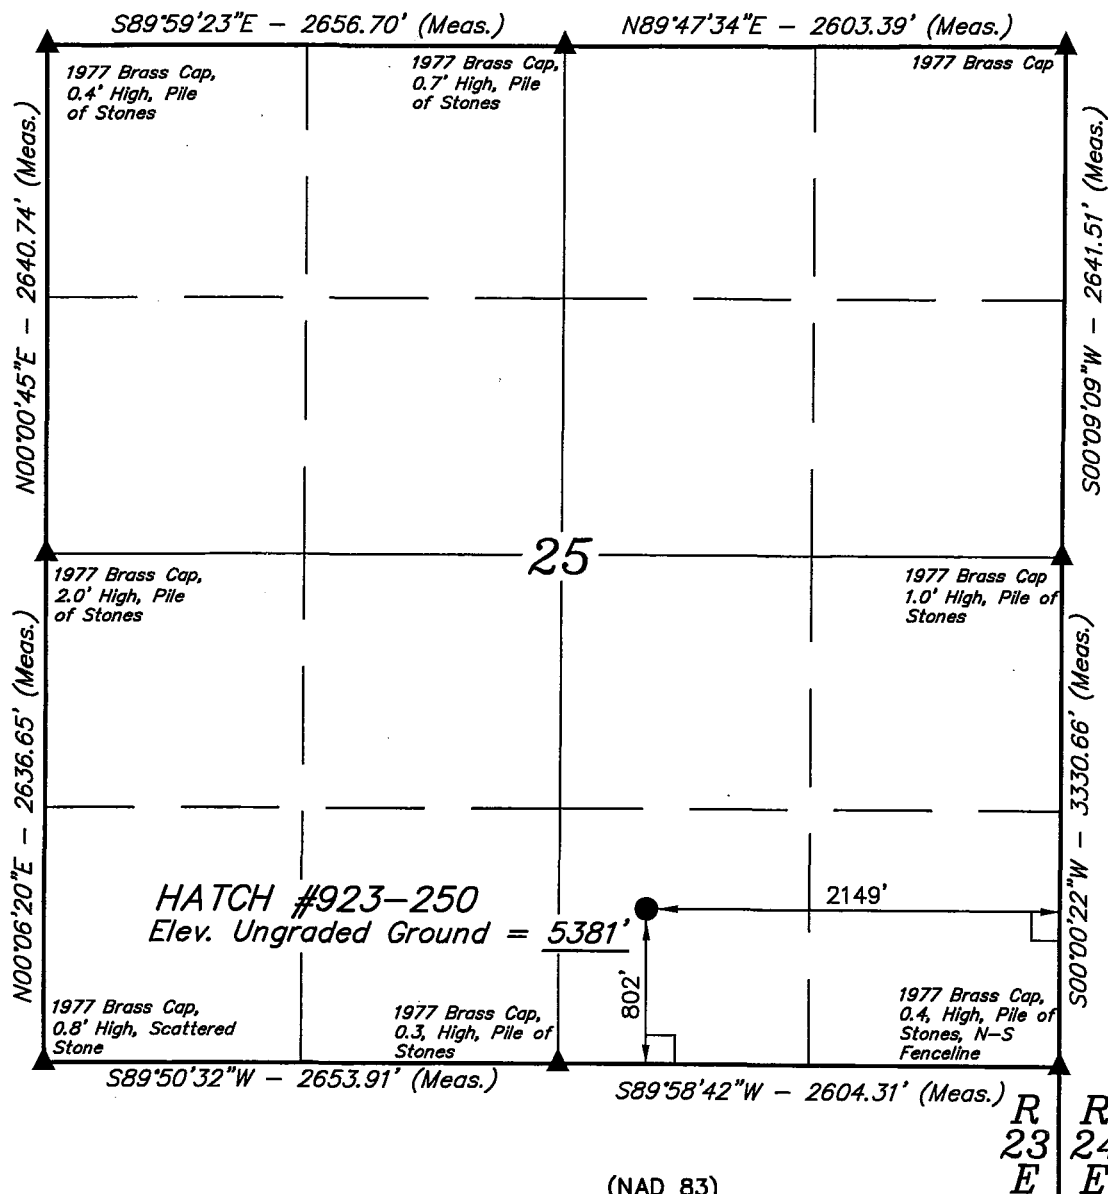 S89°59'23"E - 2656.70' (Meas.)
N89°47'34"E - 2603.39' (Meas.)
1977 Brass Cap,
0.4' High, Pile
of Stones
1977 Brass Cap,
0.7' High, Pile
of Stones
1977 Brass Cap
N00°00'45"E - 2640.74' (Meas.)
S00°09'09"W - 2641.51' (Meas.)
25
1977 Brass Cap,
2.0' High, Pile
of Stones
1977 Brass Cap
1.0' High, Pile of
Stones
N00°06'20"E - 2636.65' (Meas.)
S00°00'22"W - 3330.66' (Meas.)
HATCH #923-250
Elev. Ungraded Ground = 5381'
2149'
802'
1977 Brass Cap,
0.8' High, Scattered
Stone
1977 Brass Cap,
0.3, High, Pile of
Stones
1977 Brass Cap,
0.4, High, Pile of
Stones, N-S
Fenceline
S89°50'32"W - 2653.91' (Meas.)
S89°58'42"W - 2604.31' (Meas.)
R
23
E
R
24
E
(NAD 83)